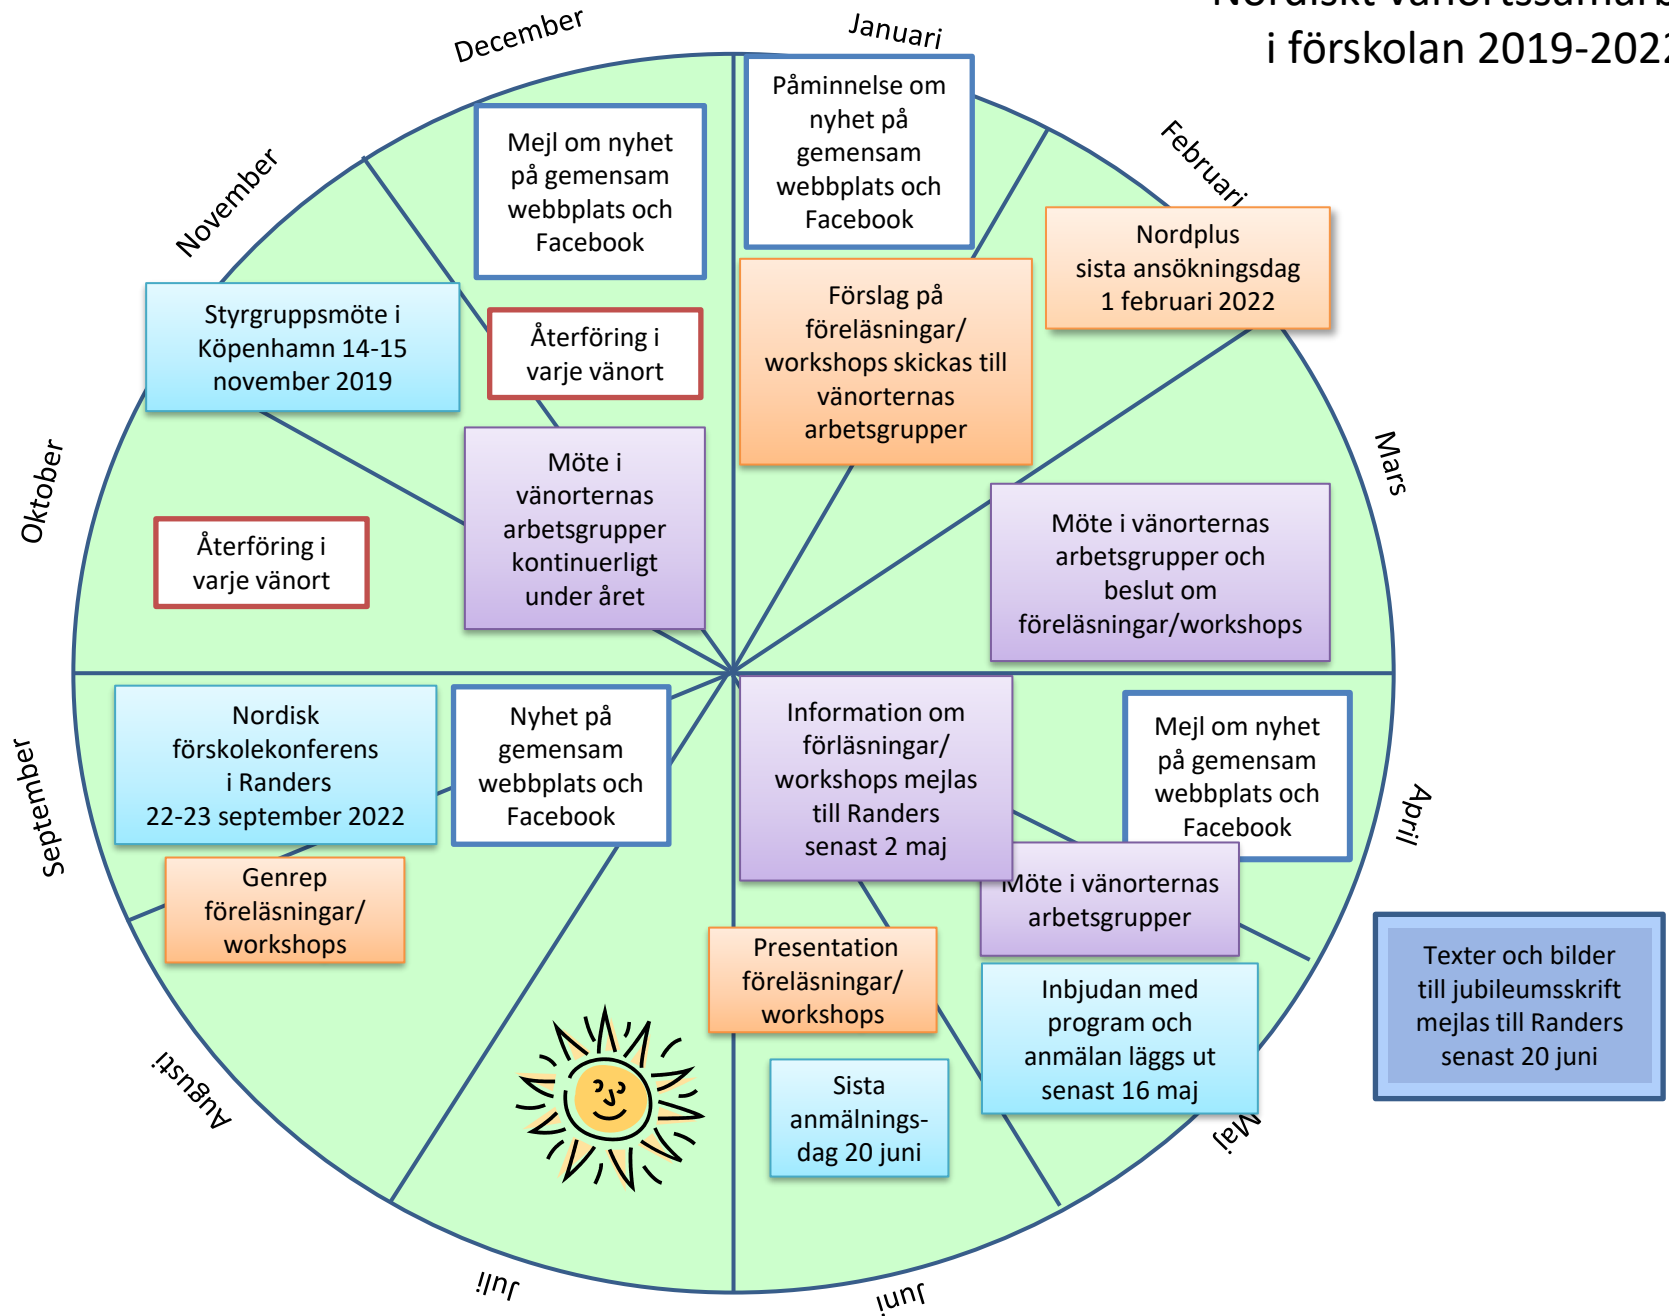 Nordiskt vänortssamarb
i förskolan 2019-2022
December
Januari
Februari
Mars
April
Maj
Juni
Juli
Augusti
September
Oktober
November
Mejl om nyhet
på gemensam
webbplats och
Facebook
Påminnelse om
nyhet på
gemensam
webbplats och
Facebook
Nordplus
sista ansökningsdag
1 februari 2022
Styrgruppsmöte i
Köpenhamn 14-15
november 2019
Återföring i
varje vänort
Förslag på
föreläsningar/
workshops skickas till
vänorternas
arbetsgrupper
Möte i
vänorternas
arbetsgrupper
kontinuerligt
under året
Återföring i
varje vänort
Möte i vänorternas
arbetsgrupper och
beslut om
föreläsningar/workshops
Nordisk
förskolekonferens
i Randers
22-23 september 2022
Nyhet på
gemensam
webbplats och
Facebook
Information om
förläsningar/
workshops mejlas
till Randers
senast 2 maj
Mejl om nyhet
på gemensam
webbplats och
Facebook
Genrep
föreläsningar/
workshops
Möte i vänorternas
arbetsgrupper
Presentation
föreläsningar/
workshops
Inbjudan med
program och
anmälan läggs ut
senast 16 maj
Sista
anmälnings-
dag 20 juni
Texter och bilder
till jubileumsskrift
mejlas till Randers
senast 20 juni